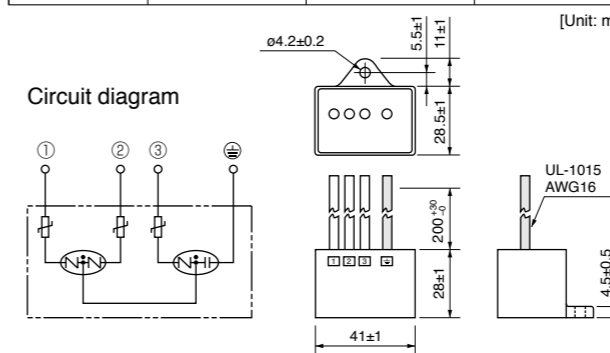 [Unit: m
ø4.2±0.2
5.5±1
11±1
28.5±1
Circuit diagram
① ② ③
UL-1015
AWG16
200+30-0
1 2 3
28±1
4.5±0.5
41±1